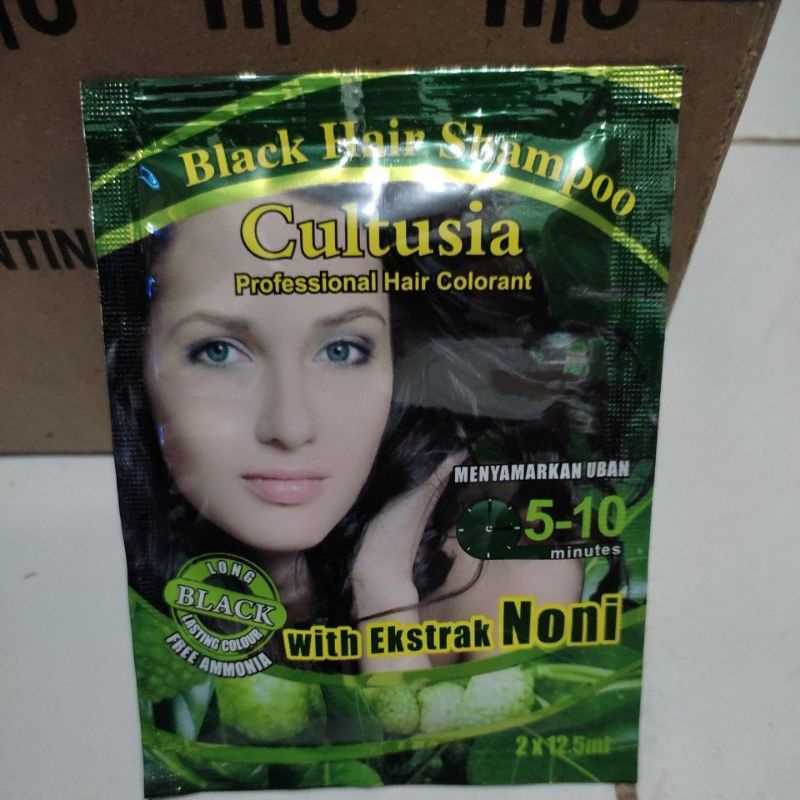 Black Hair Shampoo
Cultusia
Professional Hair Colorant
MENYAMARKAN UBAN
5-10
minutes
LONG
BLACK
LASTING COLOUR
FREE AMMONIA
with Ekstrak Noni
2 x 12.5ml